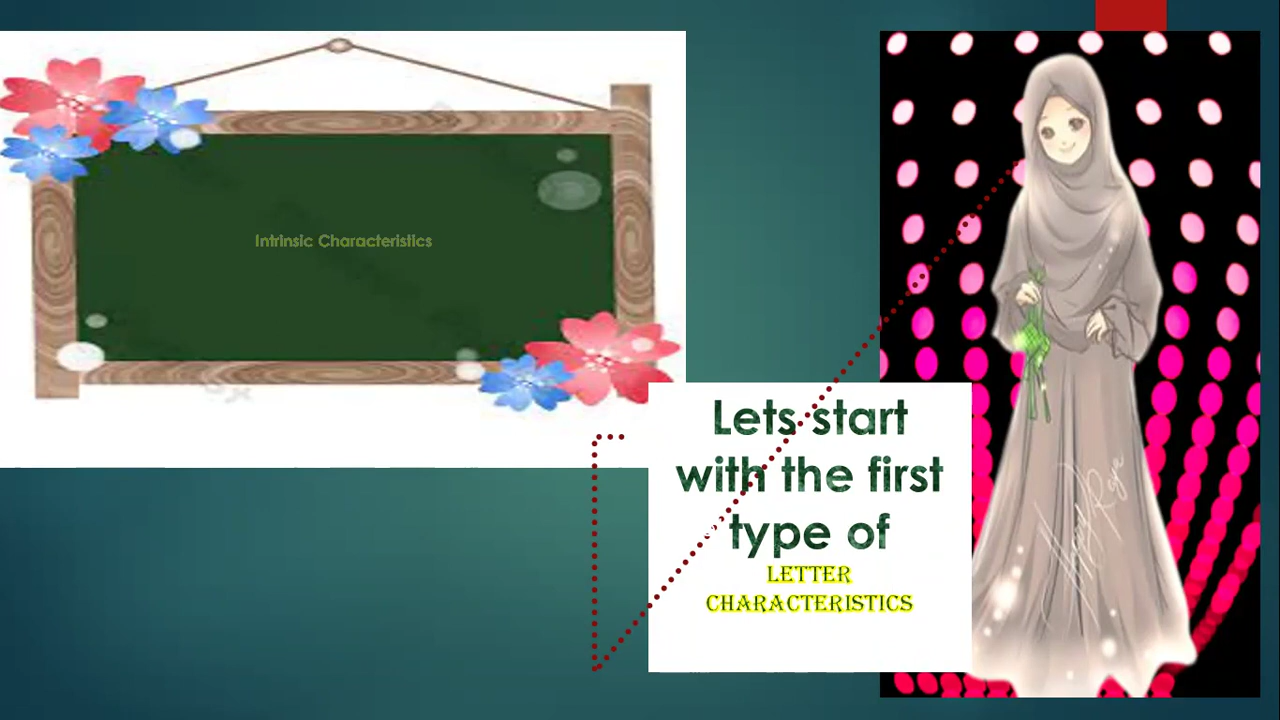 Intrinsic Characteristics
Lets start
with the first
type of
LETTER
CHARACTERISTICS